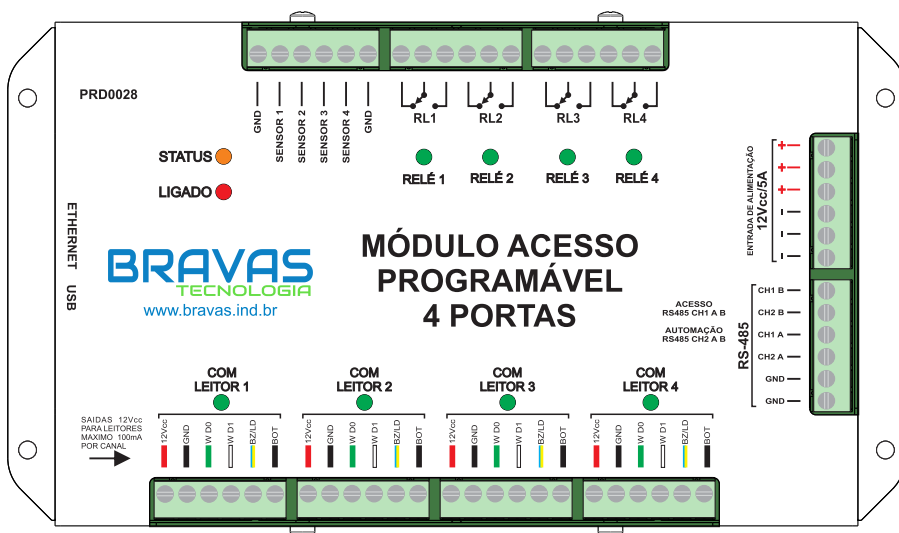 PRD0028
GND
SENSOR 1
SENSOR 2
SENSOR 3
SENSOR 4
GND
RL1
RL2
RL3
RL4
STATUS
LIGADO
RELÉ 1
RELÉ 2
RELÉ 3
RELÉ 4
ETHERNET
USB
BRAVAS
TECNOLOGIA
www.bravas.ind.br
MÓDULO ACESSO
PROGRAMÁVEL
4 PORTAS
ENTRADA DE ALIMENTAÇÃO
12Vcc/5A
+
+
+
-
-
-
ACESSO
RS485 CH1 A B
AUTOMAÇÃO
RS485 CH2 A B
RS-485
CH1 B
CH2 B
CH1 A
CH2 A
GND
GND
COM
LEITOR 1
COM
LEITOR 2
COM
LEITOR 3
COM
LEITOR 4
SAIDAS 12Vcc
PARA LEITORES
MAXIMO 100mA
POR CANAL
12Vcc
GND
W D0
W D1
BZ/LD
BOT
12Vcc
GND
W D0
W D1
BZ/LD
BOT
12Vcc
GND
W D0
W D1
BZ/LD
BOT
12Vcc
GND
W D0
W D1
BZ/LD
BOT